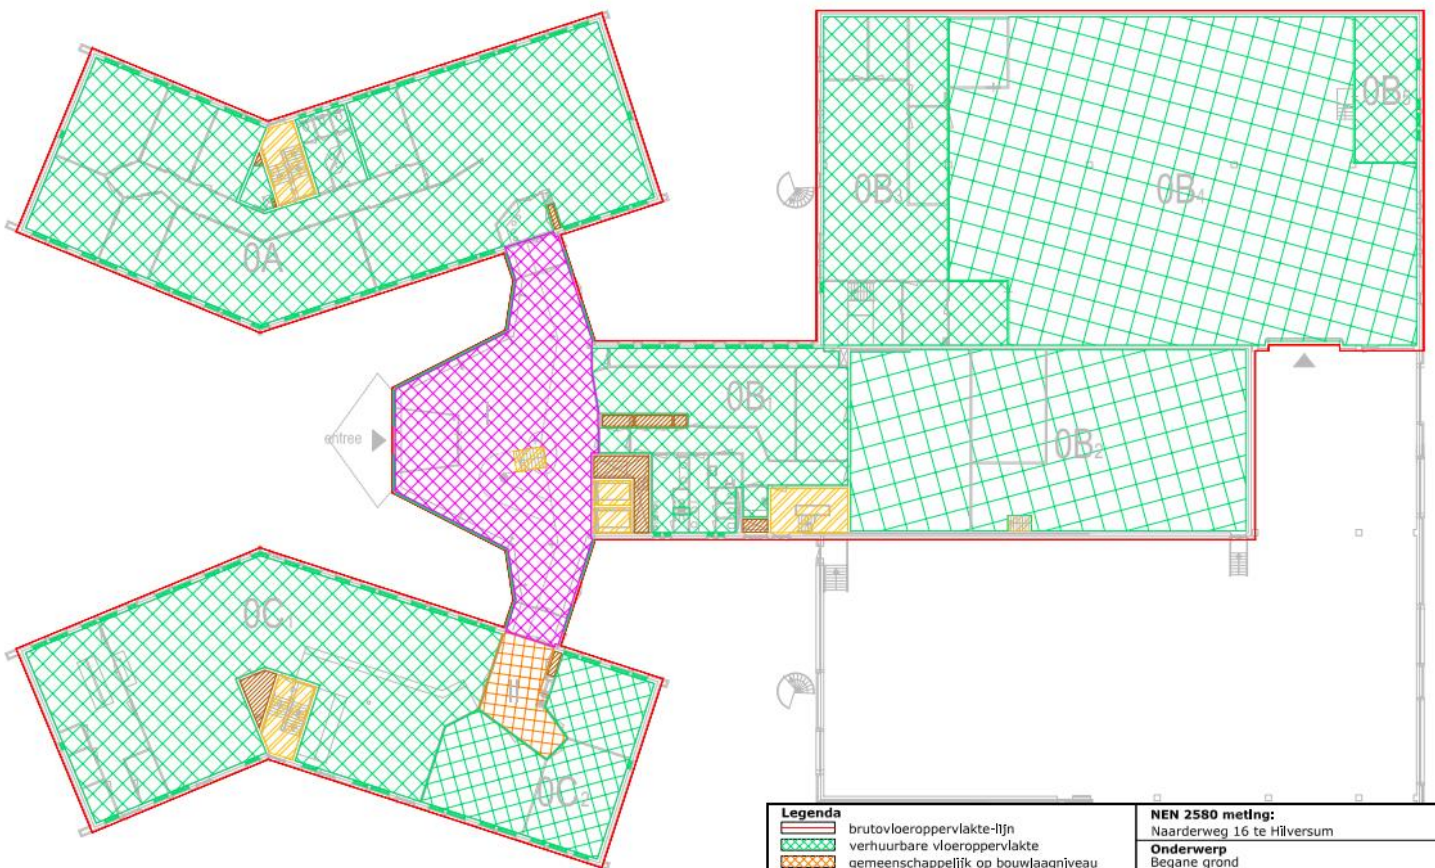 0B5
0B3
0B4
0A
0B1
entree
0B2
0C1
II
0C2
Legenda
brutovloeroppervlakte-lijn
verhuurbare vloeroppervlakte
gemeenschappelijk op bouwlaagniveau
NEN 2580 meting:
Naarderweg 16 te Hilversum
Onderwerp
Begane grond